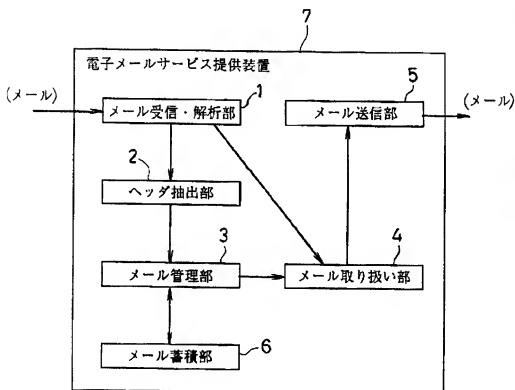 7
電子メールサービス提供装置
(メール)
メール受信・解析部
1
5
メール送信部
(メール)
2
ヘッダ抽出部
3
メール管理部
4
メール取り扱い部
メール蓄積部
6